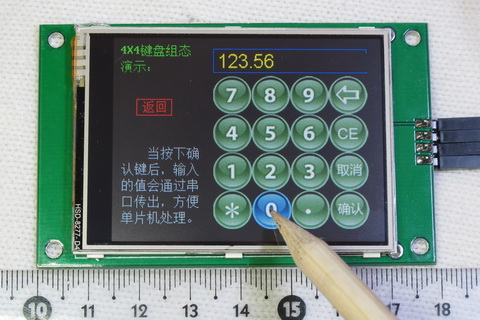 4X4键盘组态
演示:
123.56
返回
7 8 9
4 5 6 CE
1 2 3 取消
* 0 · 确认
当按下确
认键后，输入
的值会通过串
口传出，方便
单片机处理。
10 11 12 13 14 15 16 17 18